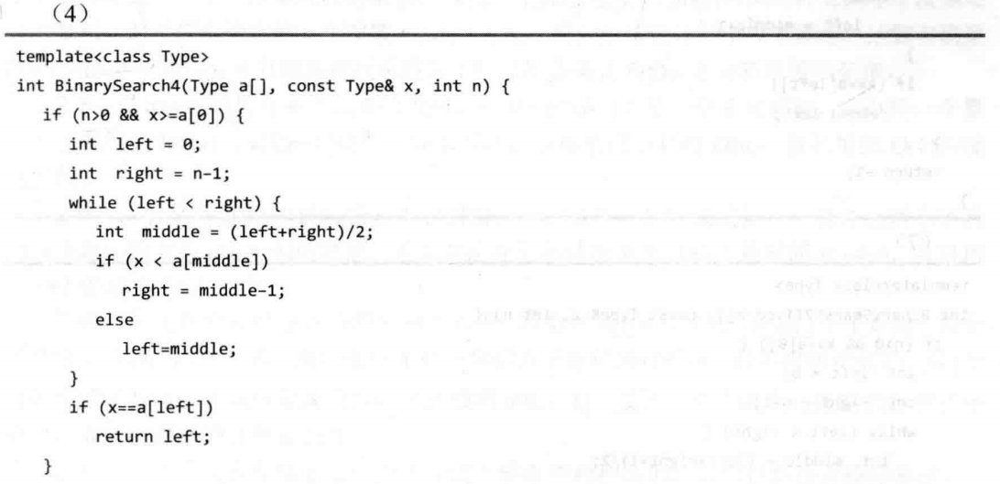 (4)
template<class Type>
int BinarySearch4(Type a[], const Type& x, int n) {
if (n>0 && x>=a[0]) {
int left = 0;
int right = n-1;
while (left < right) {
int middle = (left+right)/2;
if (x < a[middle])
right = middle-1;
else
left=middle;
}
if (x==a[left])
return left;
}